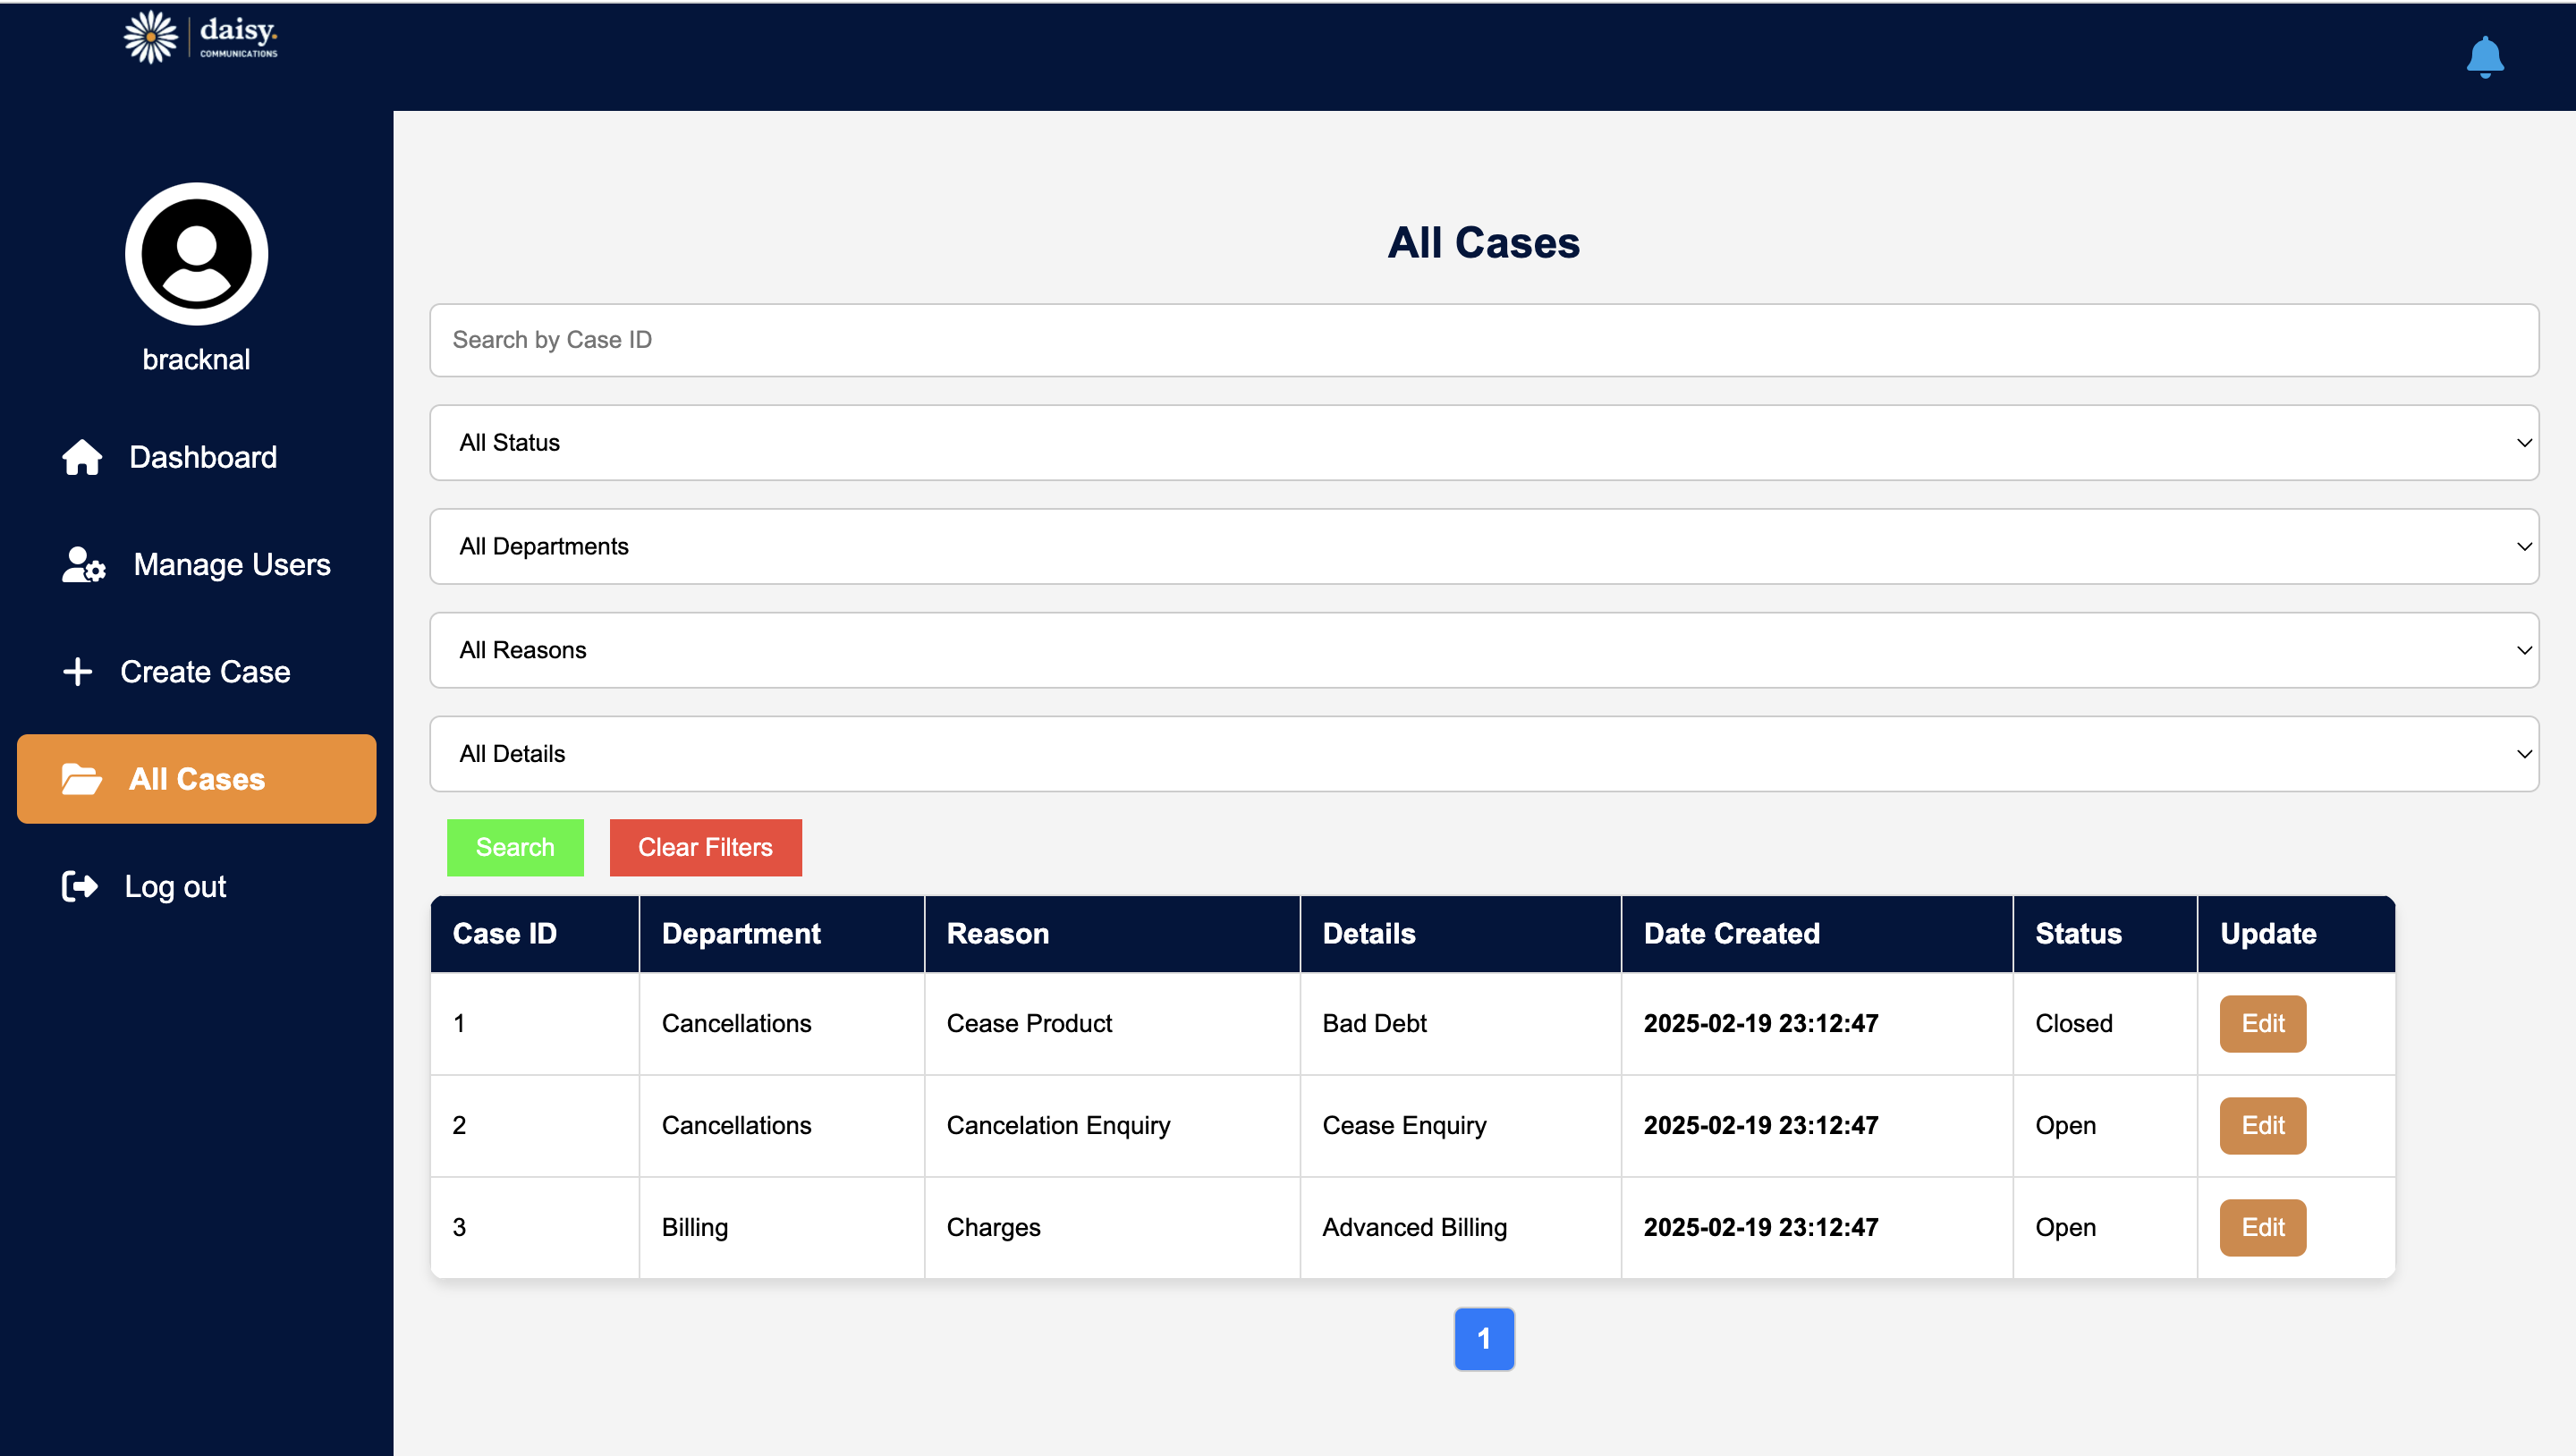 daisy.
COMMUNICATIONS
bracknal
Dashboard
Manage Users
Create Case
All Cases
Log out
All Cases
Search by Case ID
All Status
All Departments
All Reasons
All Details
Search Clear Filters
Case ID Department Reason Details Date Created Status Update
1 Cancellations Cease Product Bad Debt 2025-02-19 23:12:47 Closed Edit
2 Cancellations Cancelation Enquiry Cease Enquiry 2025-02-19 23:12:47 Open Edit
3 Billing Charges Advanced Billing 2025-02-19 23:12:47 Open Edit
1